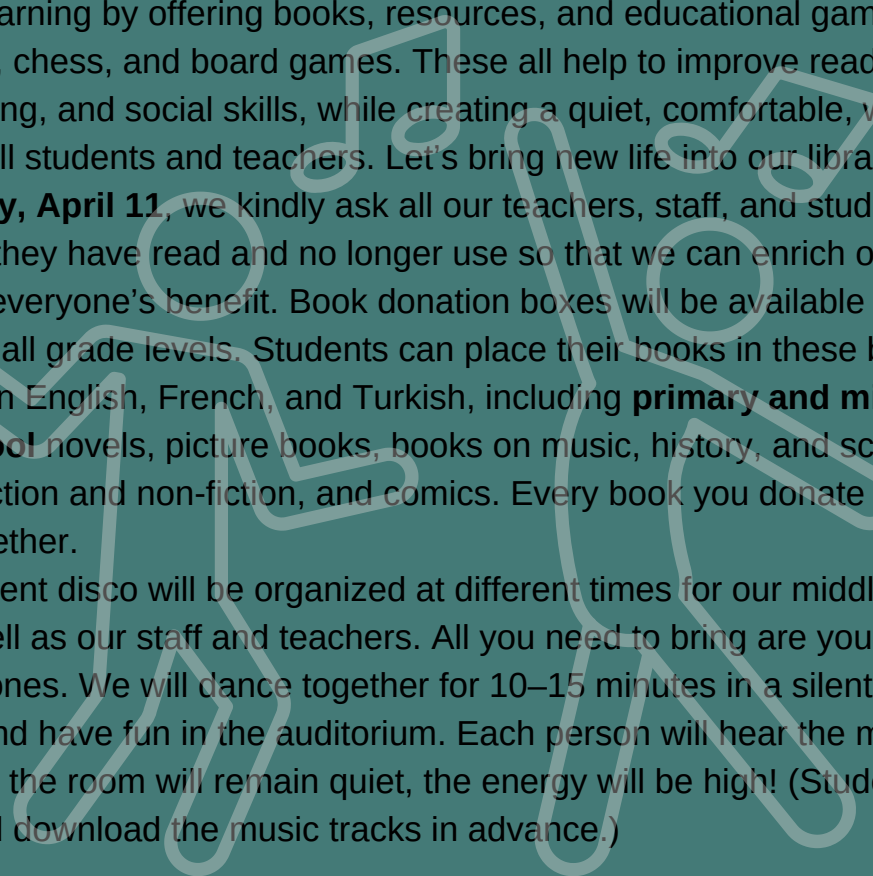 arning by offering books, resources, and educational gam
, chess, and board games. These all help to improve read
ng, and social skills, while creating a quiet, comfortable, w
ll students and teachers. Let’s bring new life into our libra
y, April 11, we kindly ask all our teachers, staff, and stud
they have read and no longer use so that we can enrich o
everyone’s benefit. Book donation boxes will be available
all grade levels. Students can place their books in these b
n English, French, and Turkish, including primary and m
ool novels, picture books, books on music, history, and sc
ction and non-fiction, and comics. Every book you donate
ether.
ent disco will be organized at different times for our middl
ell as our staff and teachers. All you need to bring are you
ones. We will dance together for 10–15 minutes in a silent
nd have fun in the auditorium. Each person will hear the m
the room will remain quiet, the energy will be high! (Stude
l download the music tracks in advance.)